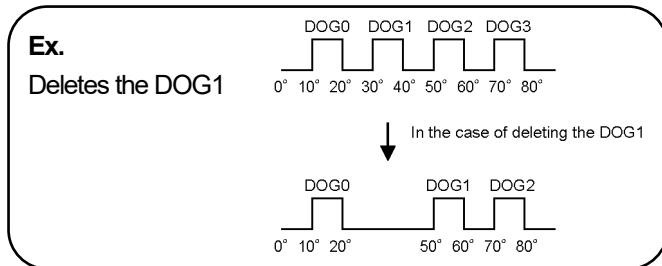 Ex.
Deletes the DOG1
DOG0 DOG1 DOG2 DOG3
0° 10° 20° 30° 40° 50° 60° 70° 80°
In the case of deleting the DOG1
DOG0 DOG1 DOG2
0° 10° 20° 50° 60° 70° 80°